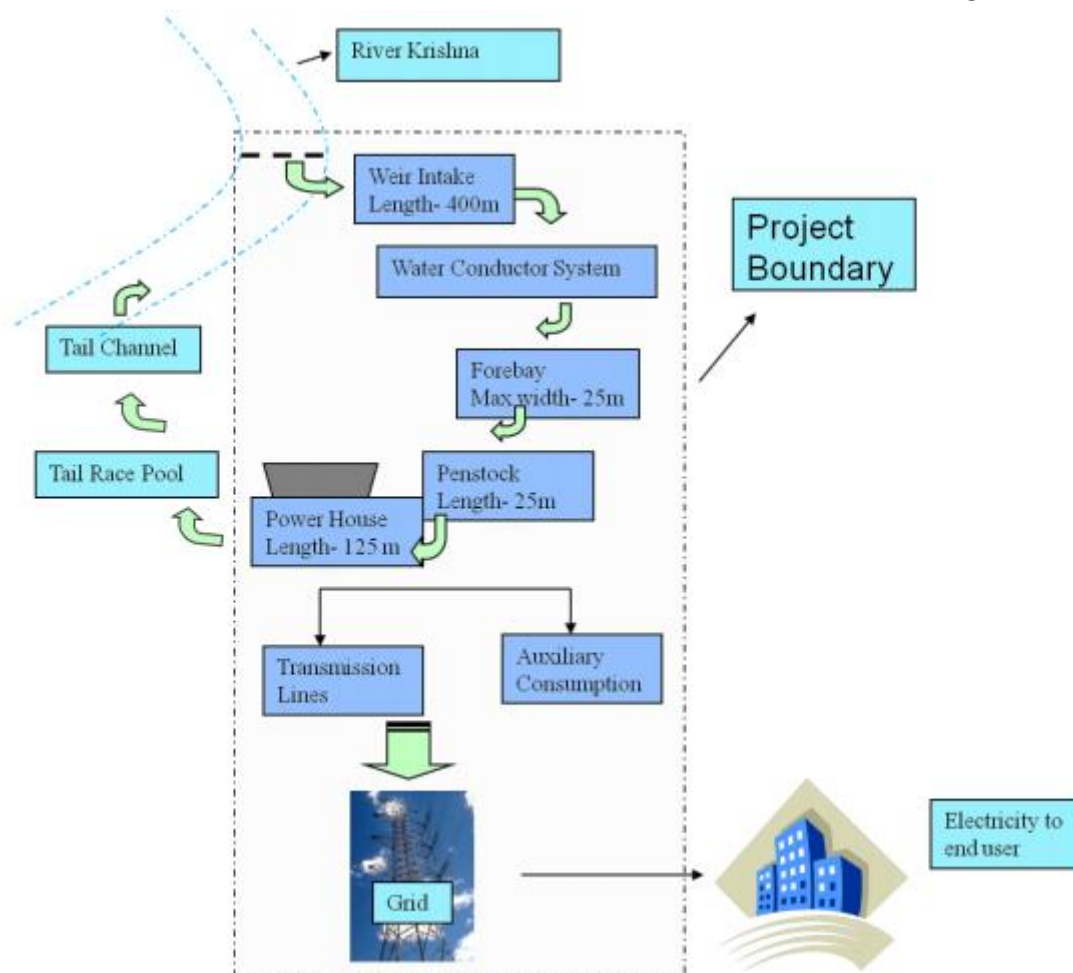 River Krishna
Weir Intake
Length- 400m
Water Conductor System
Project
Boundary
Tail Channel
Forebay
Max width- 25m
Tail Race Pool
Penstock
Length- 25m
Power House
Length- 125 m
Transmission
Lines
Auxiliary
Consumption
Electricity to
end user
Grid